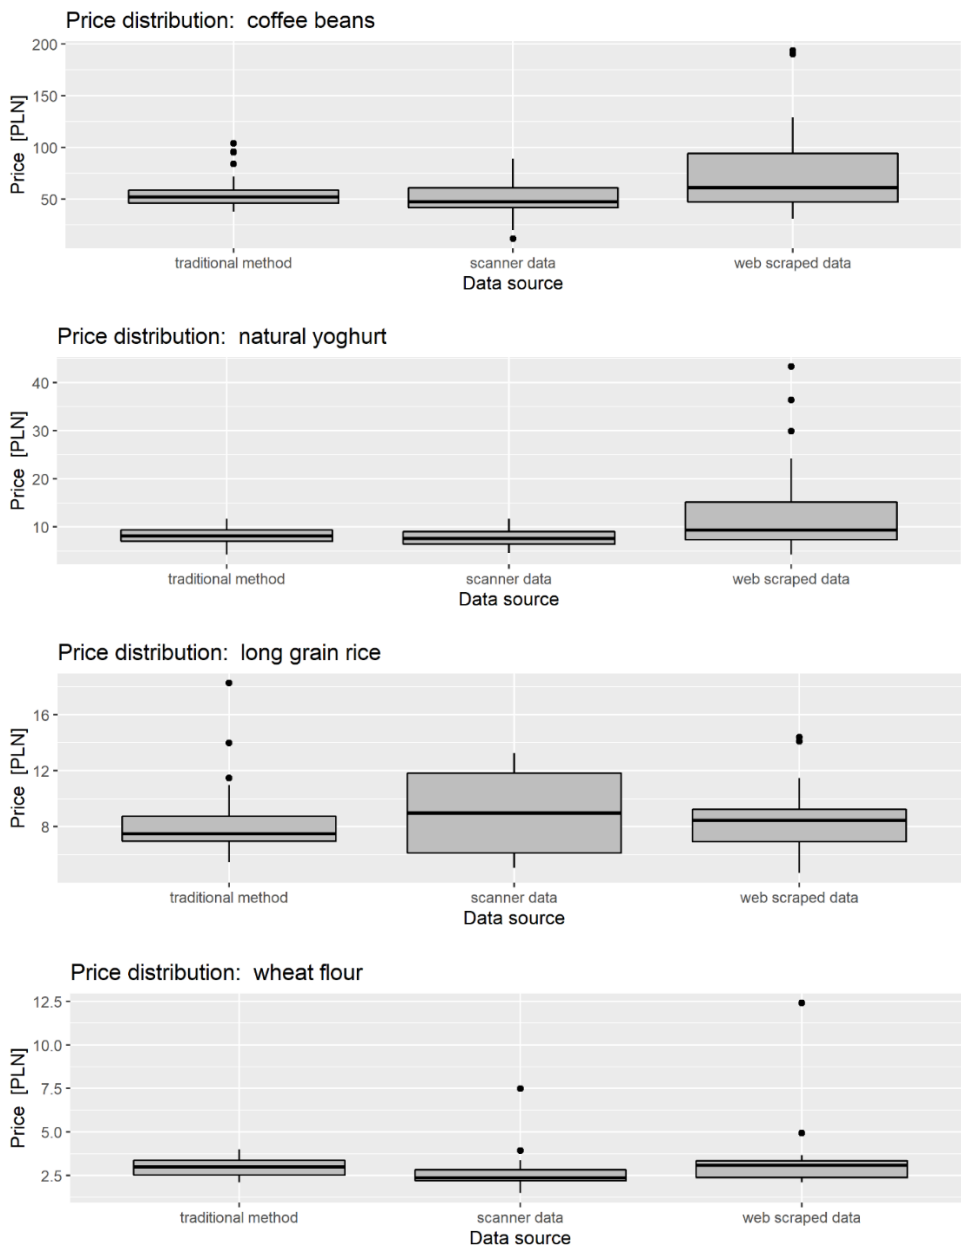 Price distribution:  coffee beans
200
150
100
50
Price  [PLN]
traditional method scanner data web scraped data
Data source
Price distribution:  natural yoghurt
40
30
20
10
Price  [PLN]
traditional method scanner data web scraped data
Data source
Price distribution:  long grain rice
16
12
8
Price  [PLN]
traditional method scanner data web scraped data
Data source
Price distribution:  wheat flour
12.5
10.0
7.5
5.0
2.5
Price  [PLN]
traditional method scanner data web scraped data
Data source